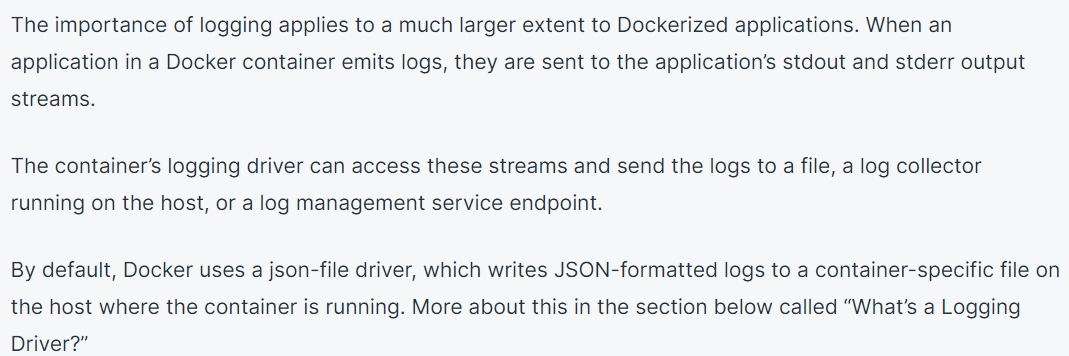 The importance of logging applies to a much larger extent to Dockerized applications. When an
application in a Docker container emits logs, they are sent to the application’s stdout and stderr output
streams.
The container’s logging driver can access these streams and send the logs to a file, a log collector
running on the host, or a log management service endpoint.
By default, Docker uses a json-file driver, which writes JSON-formatted logs to a container-specific file on
the host where the container is running. More about this in the section below called “What’s a Logging
Driver?”